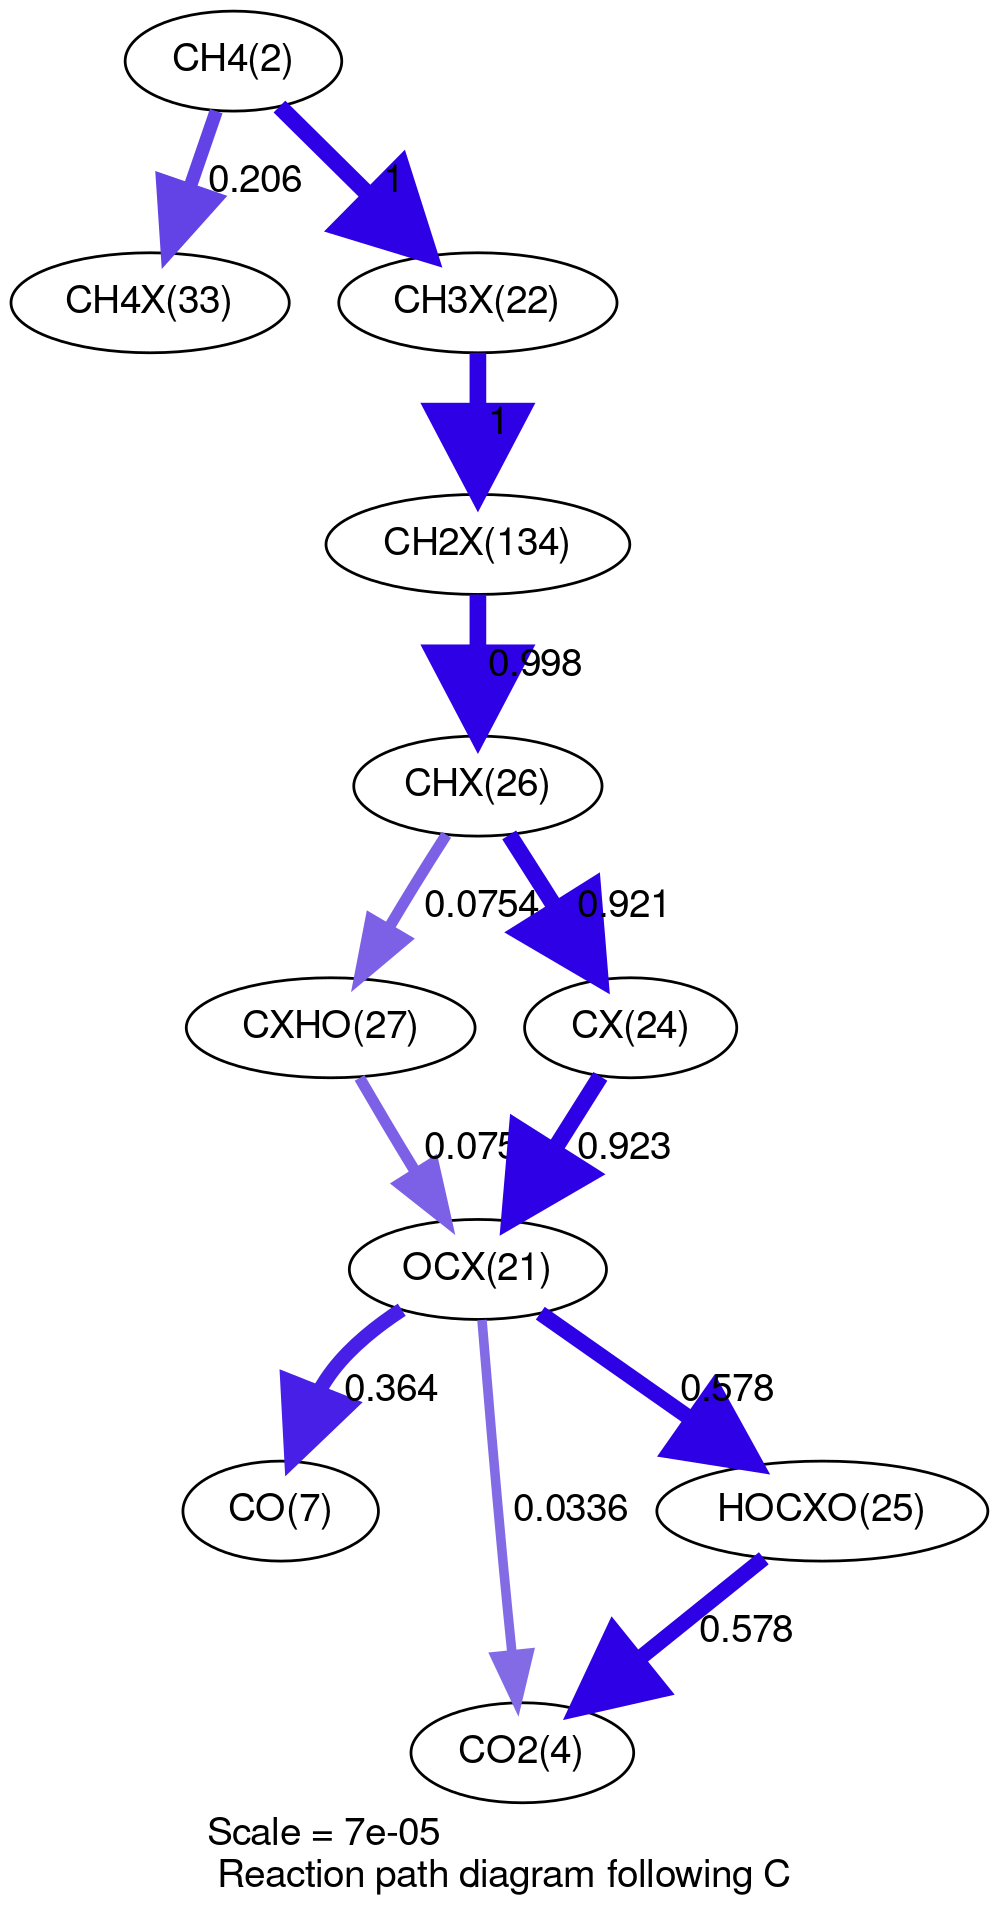 CH4(2)
0.206
1
CH4X(33)
CH3X(22)
1
CH2X(134)
0.998
CHX(26)
0.0754
0.921
CXHO(27)
CX(24)
0.923
OCX(21)
0.364
0.578
CO(7)
0.0336
HOCXO(25)
0.578
CO2(4)
Scale = 7e-05
Reaction path diagram following C